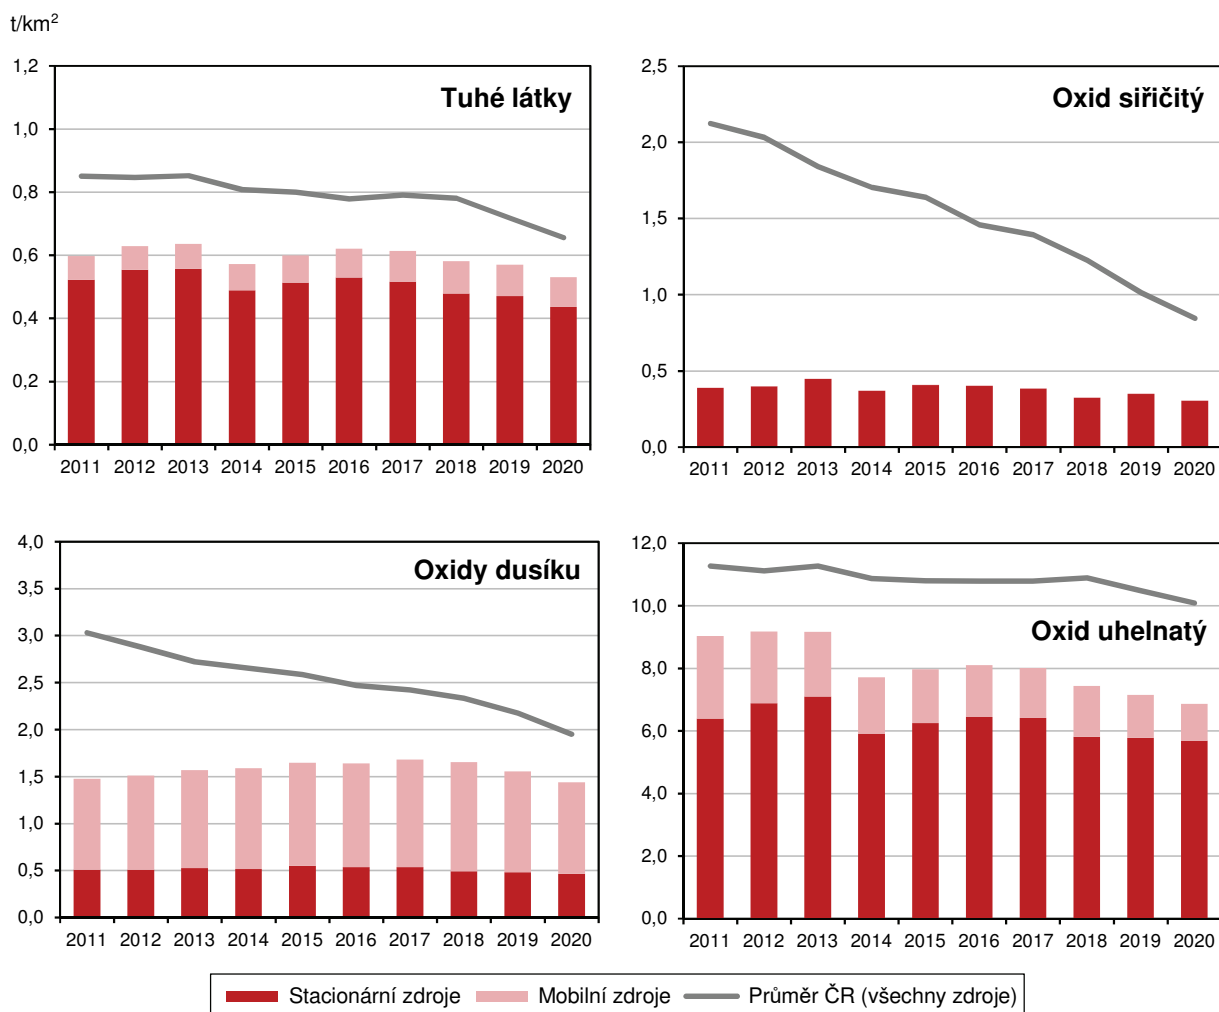 t/km²
Tuhé látky
1,2
1,0
0,8
0,6
0,4
0,2
0,0
2011 2012 2013 2014 2015 2016 2017 2018 2019 2020
Oxid siřičitý
2,5
2,0
1,5
1,0
0,5
0,0
2011 2012 2013 2014 2015 2016 2017 2018 2019 2020
Oxidy dusíku
4,0
3,5
3,0
2,5
2,0
1,5
1,0
0,5
0,0
2011 2012 2013 2014 2015 2016 2017 2018 2019 2020
Oxid uhelnatý
12,0
10,0
8,0
6,0
4,0
2,0
0,0
2011 2012 2013 2014 2015 2016 2017 2018 2019 2020
Stacionární zdroje Mobilní zdroje Průměr ČR (všechny zdroje)